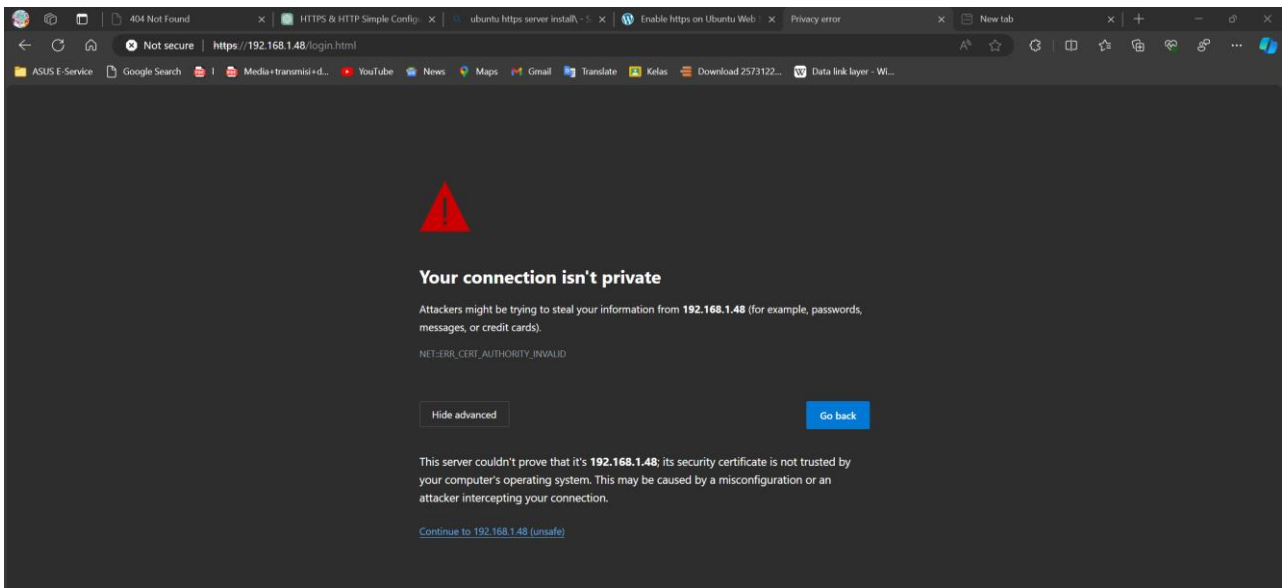 404 Not Found
HTTPS & HTTP Simple Config
ubuntu https server install\ - S
Enable https on Ubuntu Web S
Privacy error
New tab
Not secure | https://192.168.1.48/login.html
ASUS E-Service
Google Search
I
Media+transmisi+d...
YouTube
News
Maps
Gmail
Translate
Kelas
Download 2573122...
W Data link layer - Wi...
Your connection isn't private
Attackers might be trying to steal your information from 192.168.1.48 (for example, passwords,
messages, or credit cards).
NET::ERR_CERT_AUTHORITY_INVALID
Hide advanced
Go back
This server couldn't prove that it's 192.168.1.48; its security certificate is not trusted by
your computer's operating system. This may be caused by a misconfiguration or an
attacker intercepting your connection.
Continue to 192.168.1.48 (unsafe)